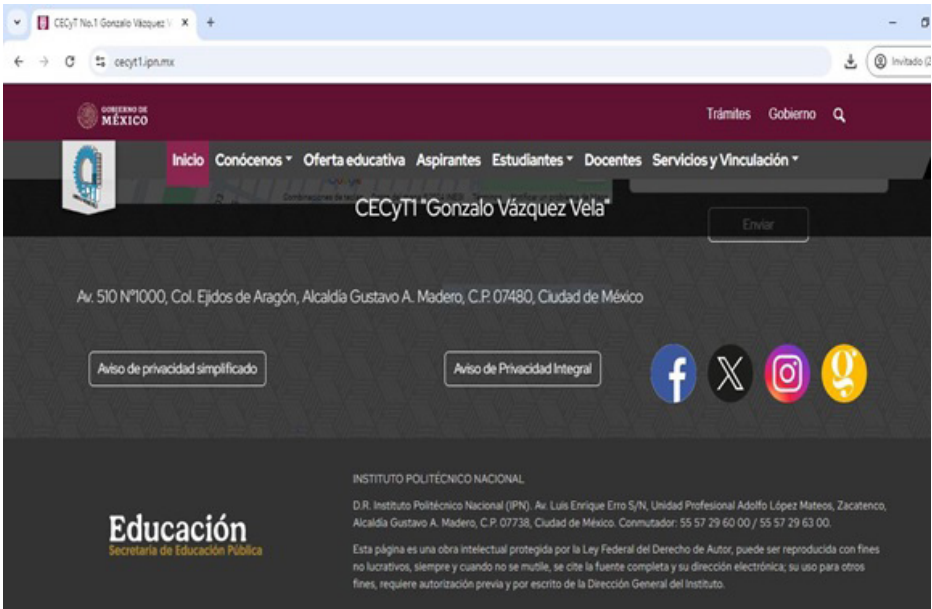 CECyT No.1 Gonzalo Vázquez V
cecyt1.ipn.mx
Invitado (2
GOBIERNO DE
MÉXICO
Trámites Gobierno
Inicio Conócenos Oferta educativa Aspirantes Estudiantes Docentes Servicios y Vinculación
CECyT1 "Gonzalo Vázquez Vela"
Enviar
Av. 510 N°1000, Col. Ejidos de Aragón, Alcaldía Gustavo A. Madero, C.P. 07480, Ciudad de México
Aviso de privacidad simplificado Aviso de Privacidad Integral
INSTITUTO POLITÉCNICO NACIONAL
D.R. Instituto Politécnico Nacional (IPN). Av. Luis Enrique Erro S/N, Unidad Profesional Adolfo López Mateos, Zacatenco,
Alcaldía Gustavo A. Madero, C.P. 07738, Ciudad de México. Conmutador: 55 57 29 60 00 / 55 57 29 63 00.
Educación
Secretaría de Educación Pública
Esta página es una obra intelectual protegida por la Ley Federal del Derecho de Autor, puede ser reproducida con fines
no lucrativos, siempre y cuando no se mutile, se cite la fuente completa y su dirección electrónica; su uso para otros
fines, requiere autorización previa y por escrito de la Dirección General del Instituto.